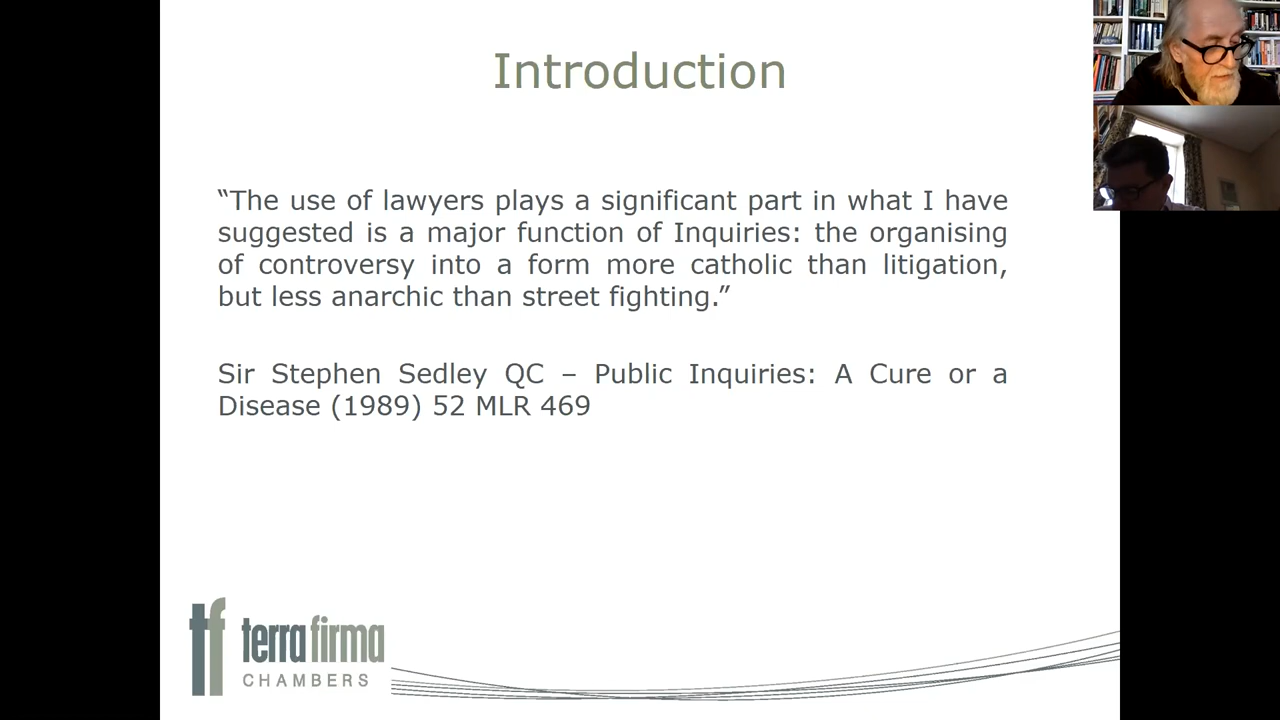 Introduction
“The use of lawyers plays a significant part in what I have
suggested is a major function of Inquiries: the organising
of controversy into a form more catholic than litigation,
but less anarchic than street fighting.”
Sir Stephen Sedley QC – Public Inquiries: A Cure or a
Disease (1989) 52 MLR 469
tf terra firma
CHAMBERS